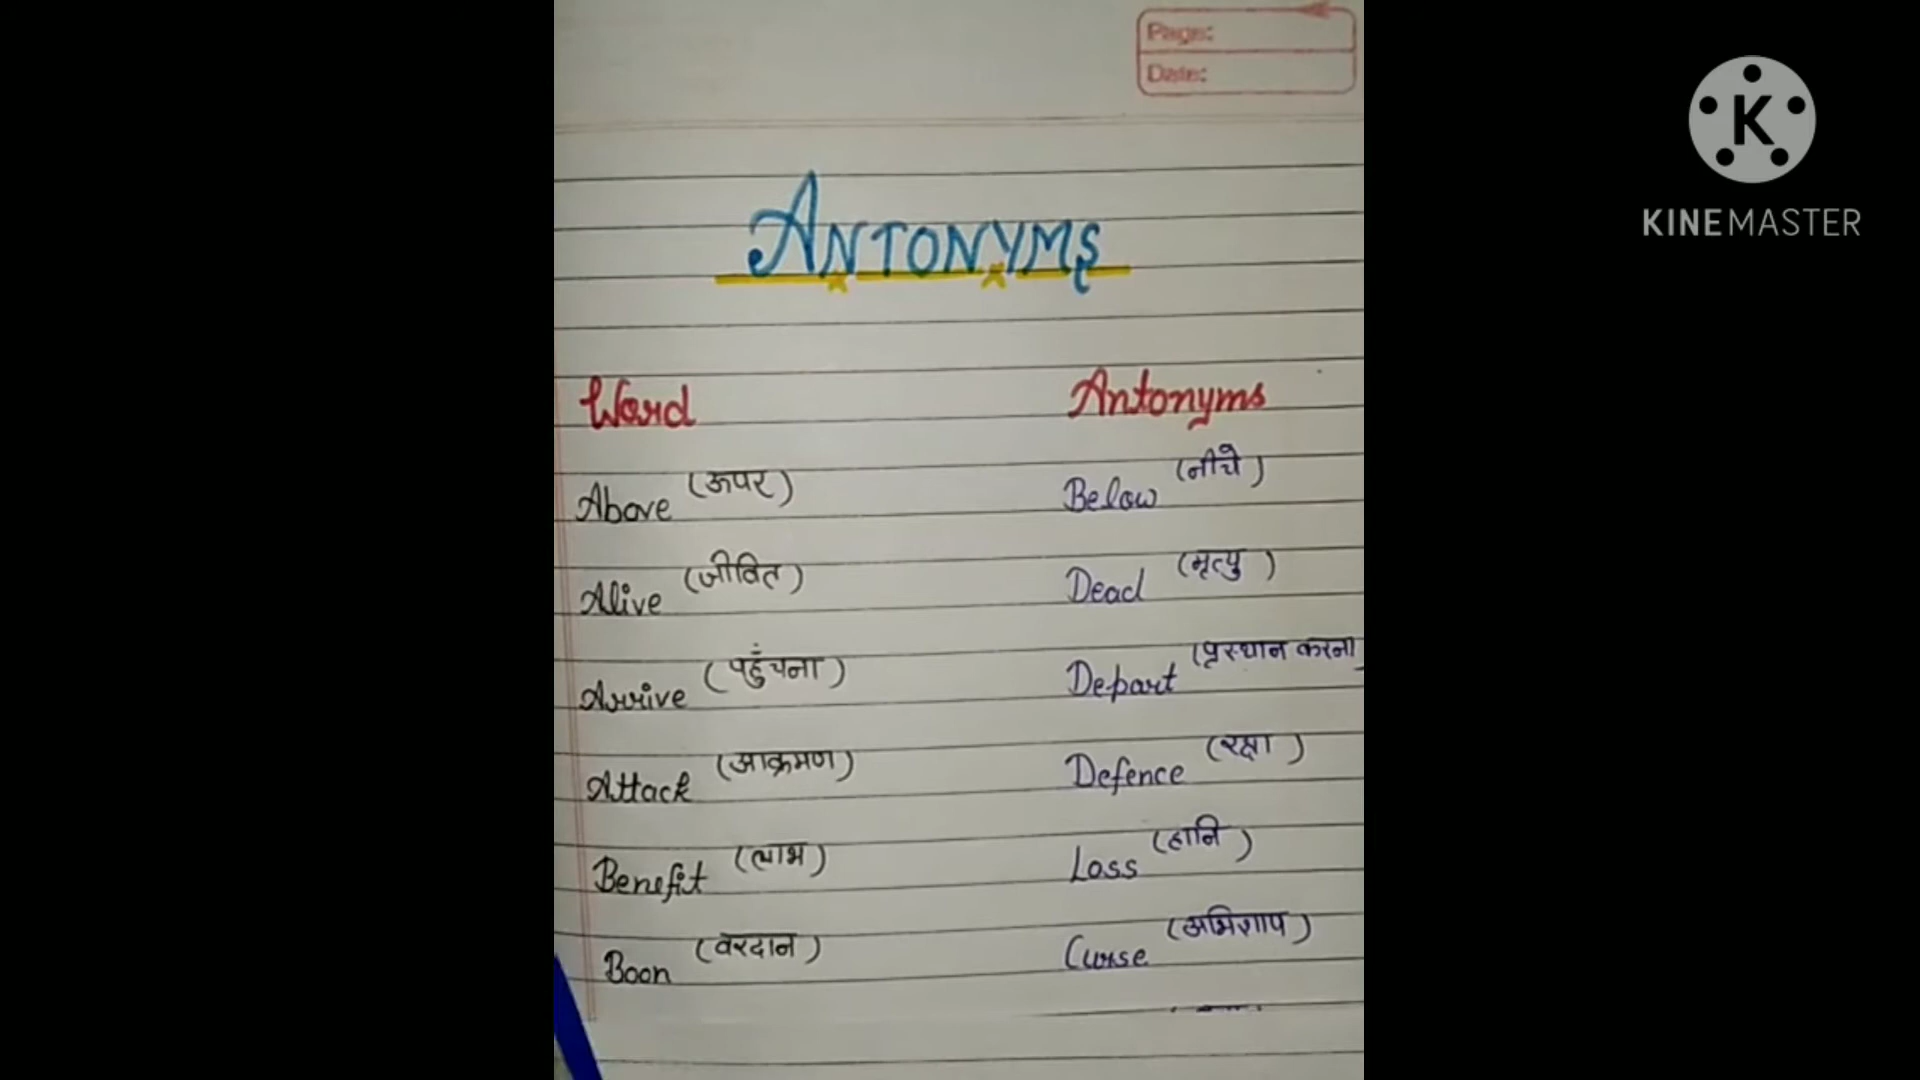 Page:
Date:
K
KINEMASTER
ANTONYMS
Word Antonyms
Above (ऊपर) Below (नीचे)
Alive (जीवित) Dead (मृत्यु)
Arrive (पहुंचना) Depart (प्रस्थान करना
Attack (आक्रमण) Defence (रक्षा)
Benefit (लाभ) Loss (हानि)
Boon (वरदान) Curse (अभिशाप)